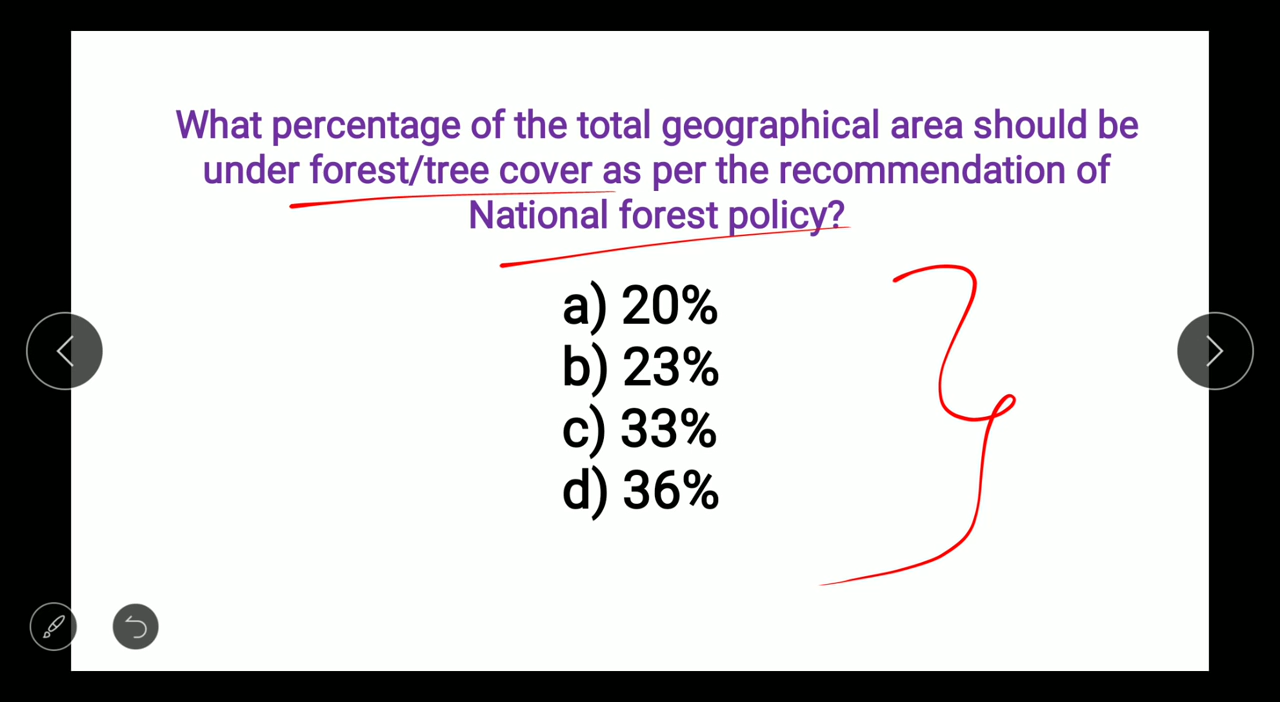 What percentage of the total geographical area should be
under forest/tree cover as per the recommendation of
National forest policy?
a) 20%
b) 23%
c) 33%
d) 36%